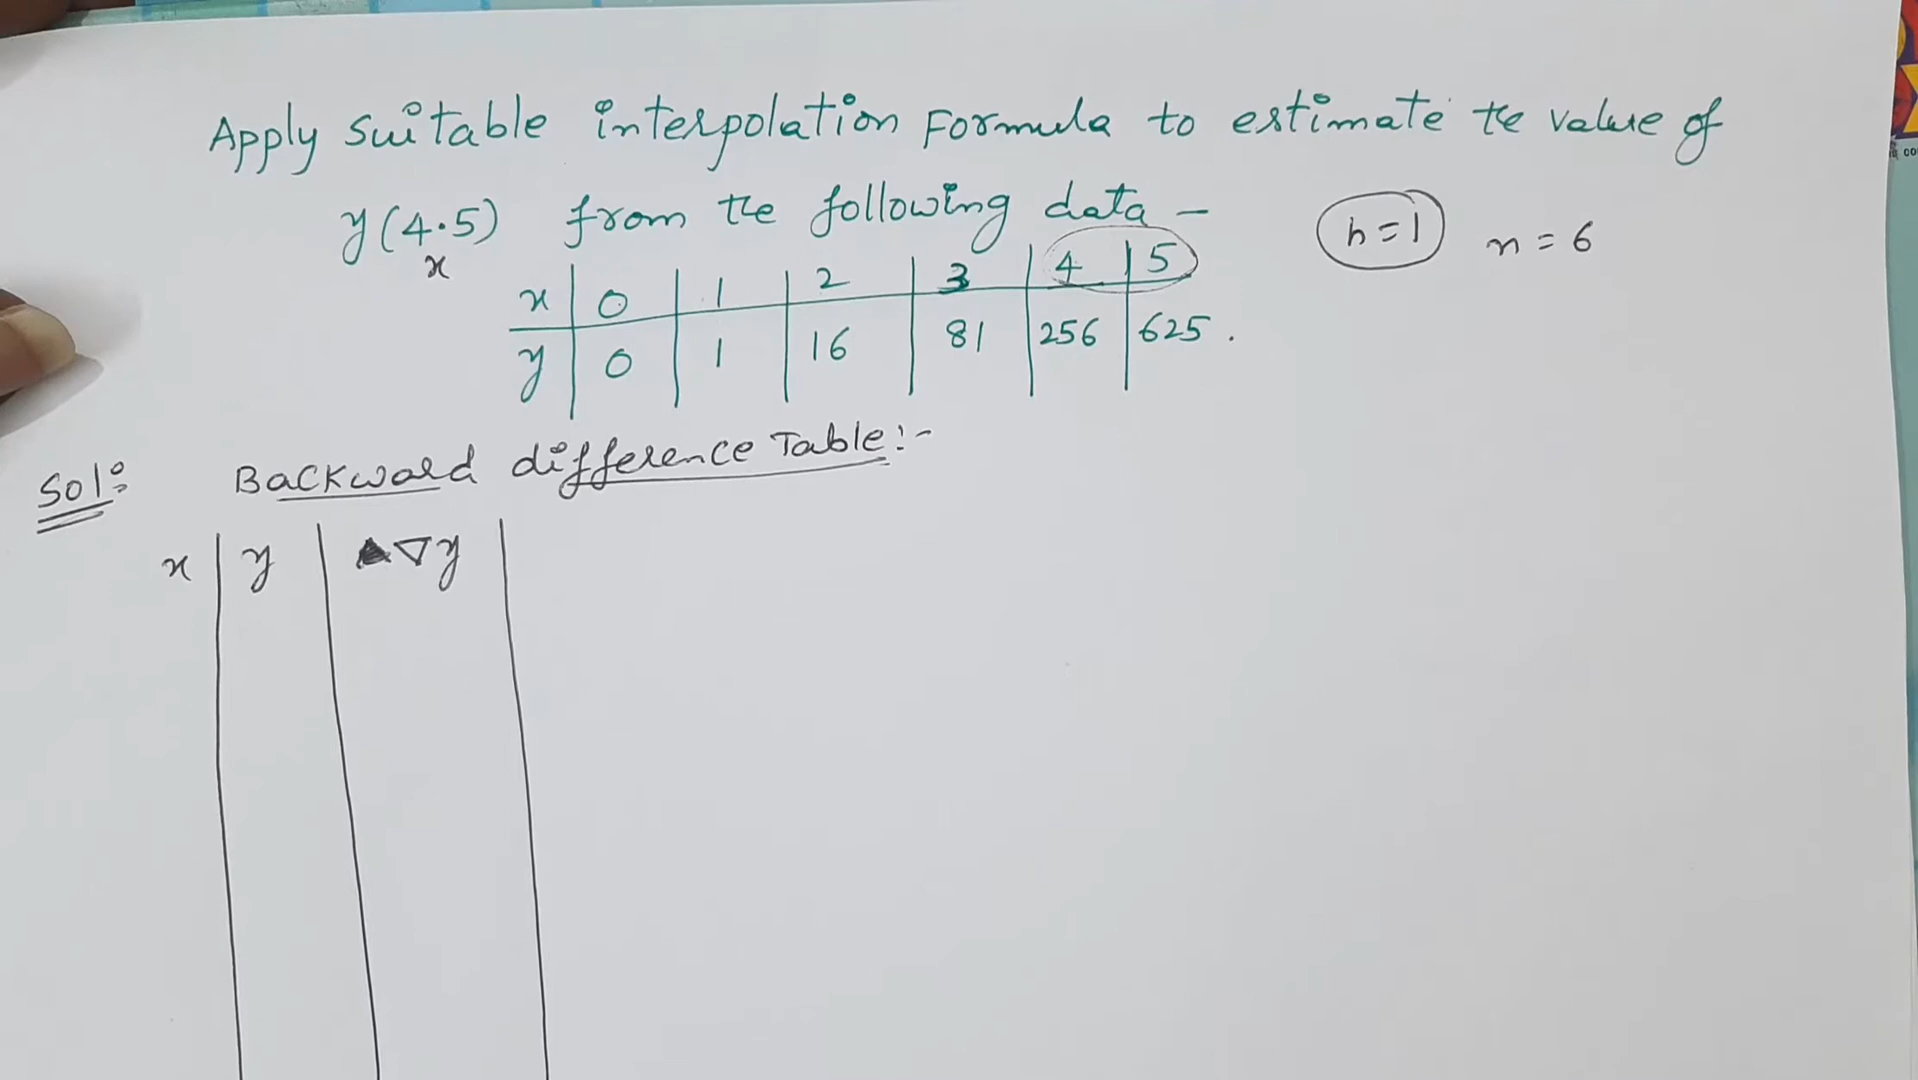 Apply suitable interpolation Formula to estimate the value of
y(4.5) from the following data -
x
h=1 n = 6
x 0 1 2 3 4 5
y 0 1 16 81 256 625.
Sol: Backward difference Table:-
x y ∇y